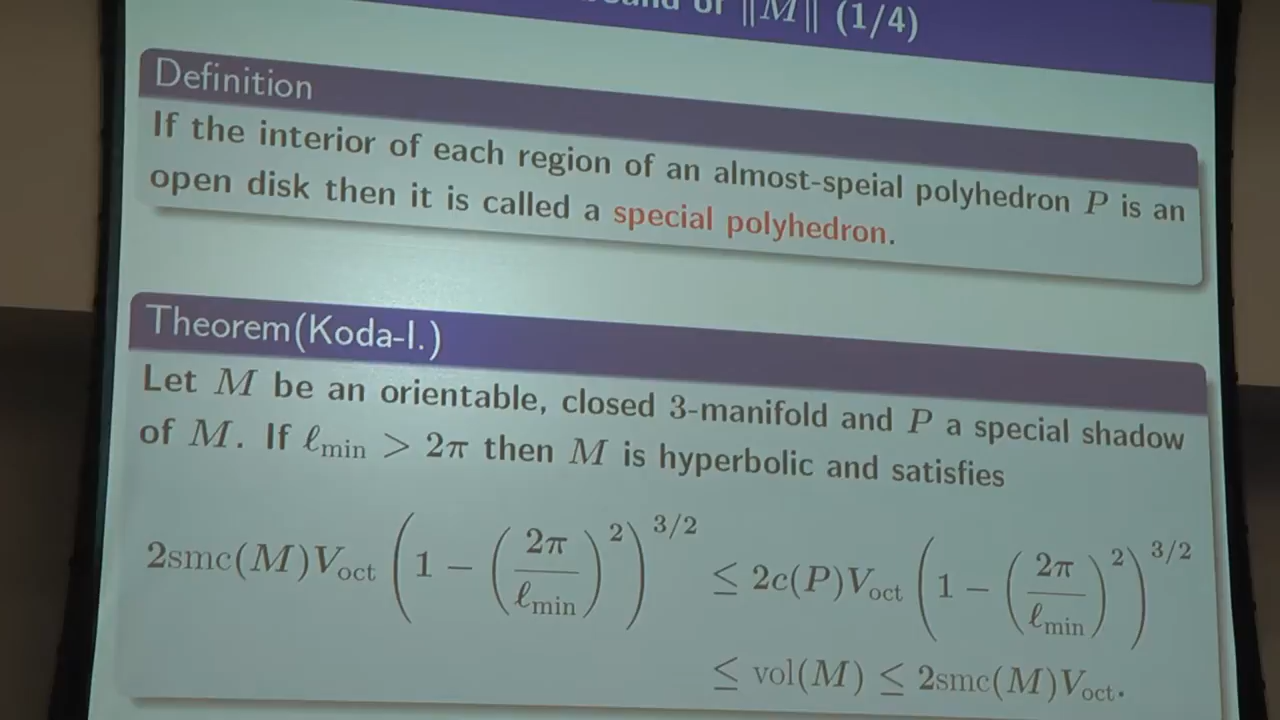 of ∥M∥ (1/4)
Definition
If the interior of each region of an almost-speial polyhedron P is an
open disk then it is called a special polyhedron.
Theorem(Koda-I.)
Let M be an orientable, closed 3-manifold and P a special shadow
of M. If ℓ_min > 2π then M is hyperbolic and satisfies
2smc(M)V_oct (1 − (2π/ℓ_min)^2)^{3/2} ≤ 2c(P)V_oct (1 − (2π/ℓ_min)^2)^{3/2}
≤ vol(M) ≤ 2smc(M)V_oct.